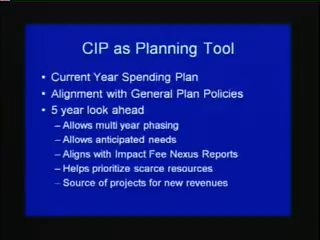 CIP as Planning Tool
• Current Year Spending Plan
• Alignment with General Plan Policies
• 5 year look ahead
– Allows multi year phasing
– Allows anticipated needs
– Aligns with Impact Fee Nexus Reports
– Helps prioritize scarce resources
– Source of projects for new revenues